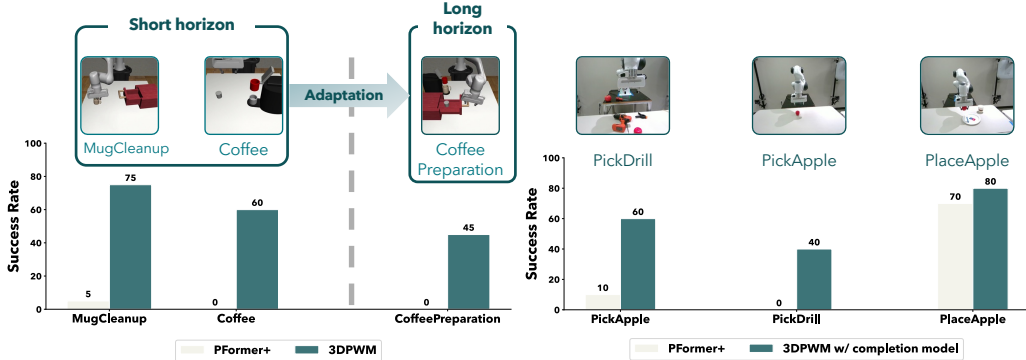 Short horizon
Long
horizon
Adaptation
MugCleanup
Coffee
Coffee
Preparation
Success Rate
100
80
60
40
20
0
5
75
0
60
0
45
MugCleanup
Coffee
CoffeePreparation
PFormer+
3DPWM
PickDrill
PickApple
PlaceApple
Success Rate
100
80
60
40
20
0
10
60
0
40
70
80
PickApple
PickDrill
PlaceApple
PFormer+
3DPWM w/ completion model